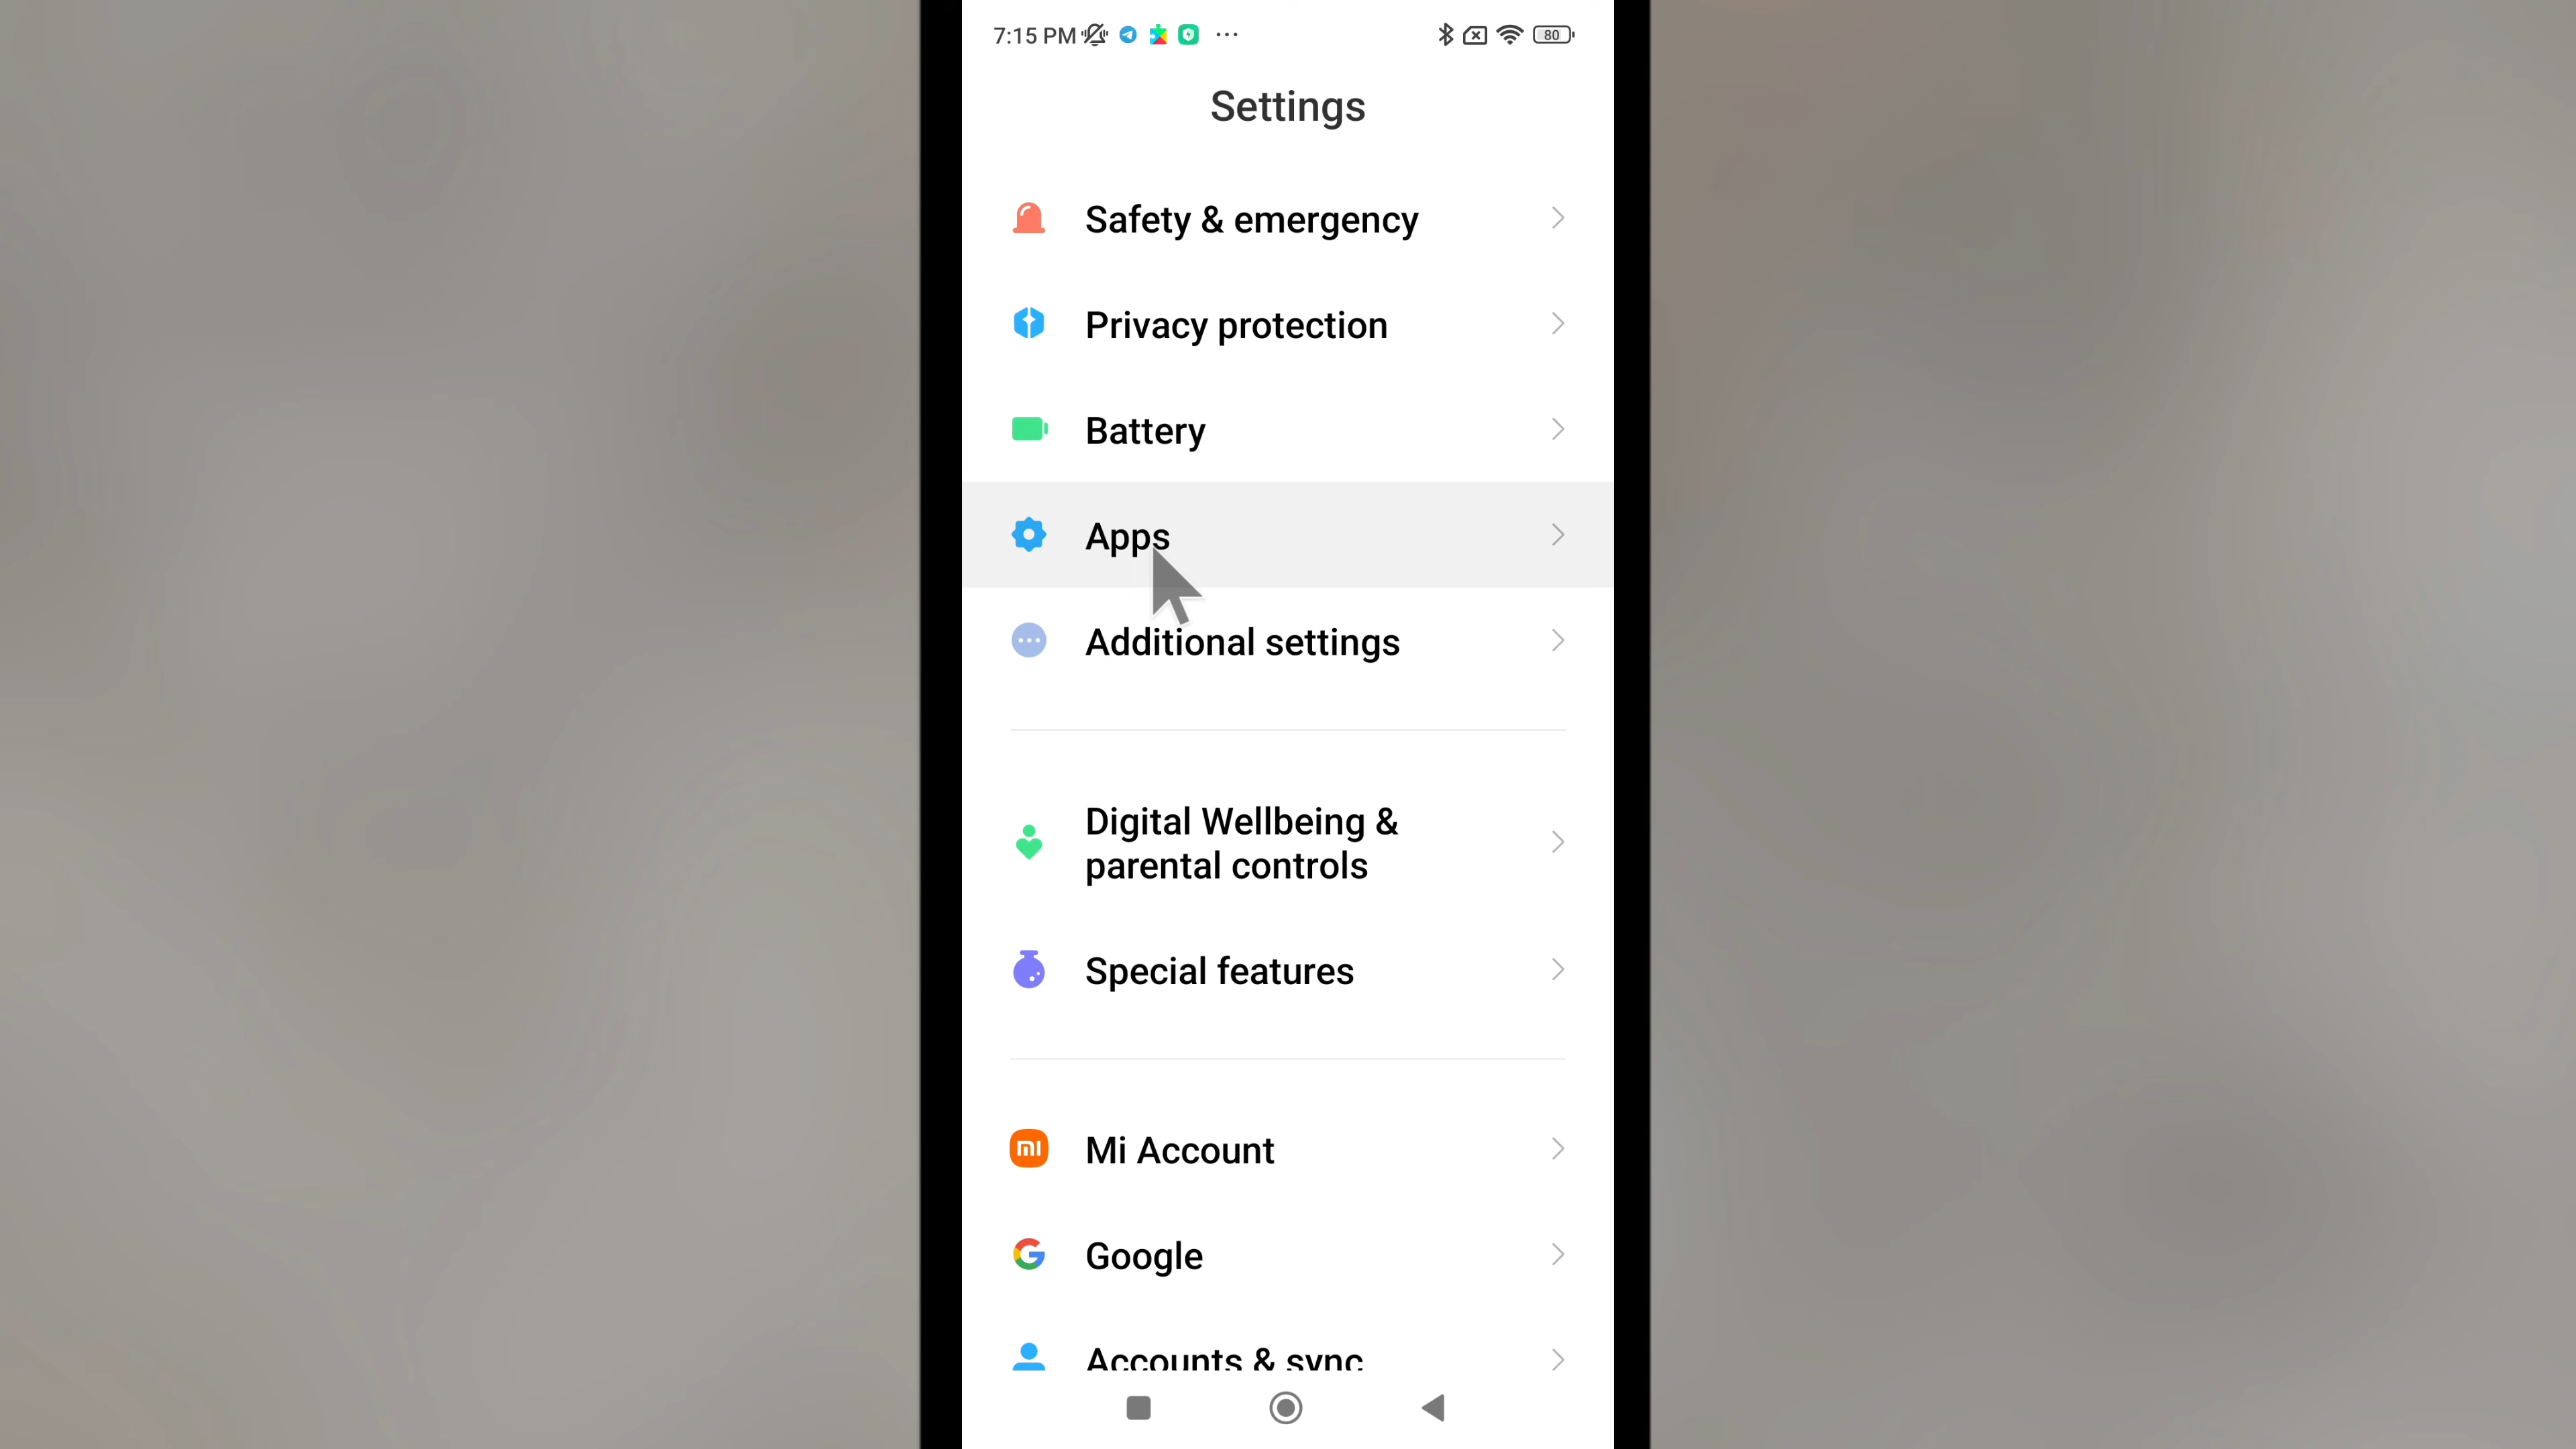 7:15 PM
80
Settings
Safety & emergency
Privacy protection
Battery
Apps
Additional settings
Digital Wellbeing &
parental controls
Special features
Mi Account
Google
Accounts & sync